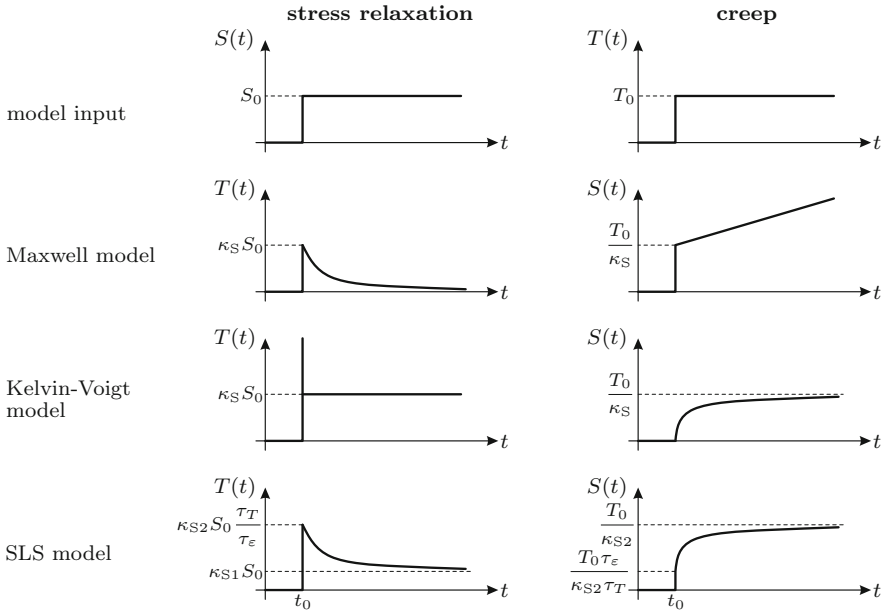 stress relaxation creep
S(t) T(t)
model input S₀ T₀
t t
T(t) S(t)
Maxwell model κ_S S₀ T₀/κ_S
t t
T(t) S(t)
Kelvin-Voigt
model κ_S S₀ T₀/κ_S
t t
T(t) S(t)
κ_S2 S₀ τ_T/τ_ε T₀/κ_S2
SLS model
κ_S1 S₀ T₀τ_ε/κ_S2 τ_T
t₀ t t₀ t